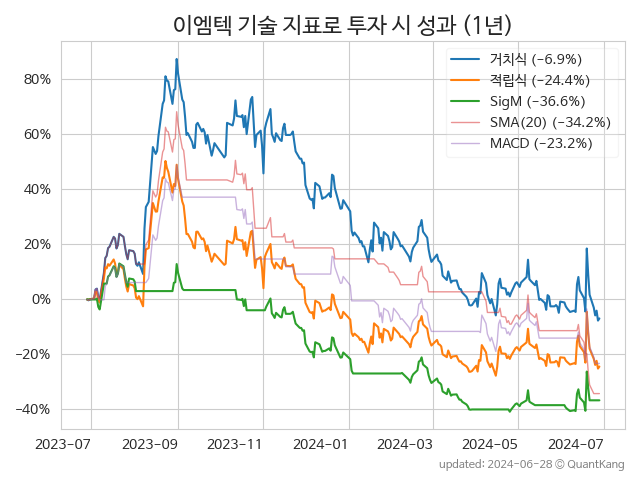 이엠텍 기술 지표로 투자 시 성과 (1년)
거치식 (−6.9%)
적립식 (−24.4%)
SigM (−36.6%)
SMA(20) (−34.2%)
MACD (−23.2%)
80%
60%
40%
20%
0%
−20%
−40%
2023-07
2023-09
2023-11
2024-01
2024-03
2024-05
2024-07
updated: 2024-06-28 ⓒ QuantKang